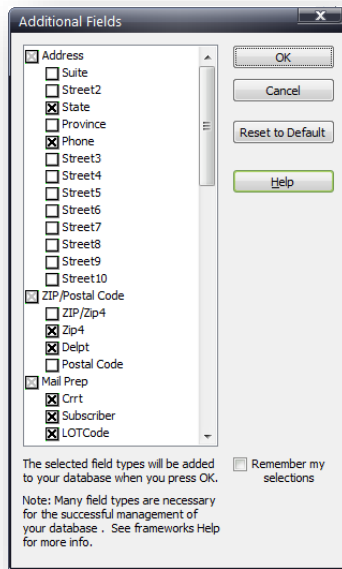 Additional Fields
Address
Suite
Street2
State
Province
Phone
Street3
Street4
Street5
Street6
Street7
Street8
Street9
Street10
ZIP/Postal Code
ZIP/Zip4
Zip4
Delpt
Postal Code
Mail Prep
Crrt
Subscriber
LOTCode
OK
Cancel
Reset to Default
Help
The selected field types will be added
to your database when you press OK.
Note: Many field types are necessary
for the successful management of
your database . See frameworks Help
for more info.
Remember my
selections